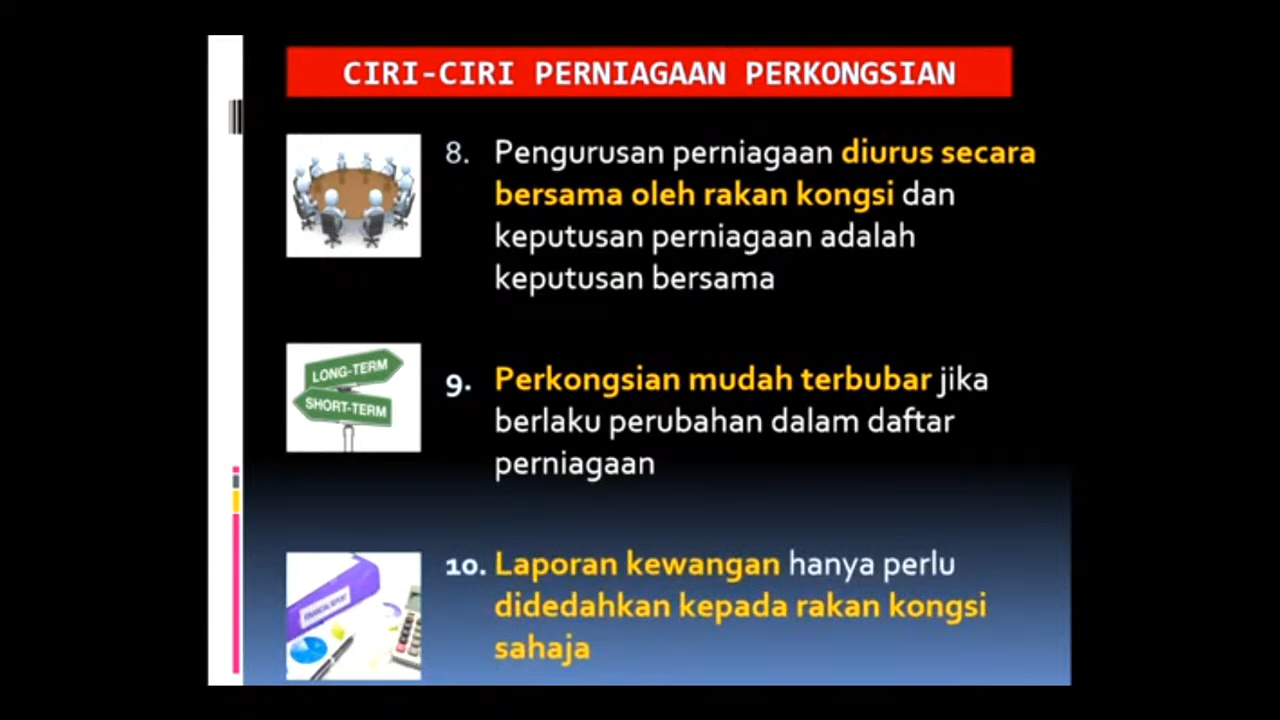 CIRI-CIRI PERNIAGAAN PERKONGSIAN
8. Pengurusan perniagaan diurus secara
bersama oleh rakan kongsi dan
keputusan perniagaan adalah
keputusan bersama
LONG-TERM
SHORT-TERM
9. Perkongsian mudah terbubar jika
berlaku perubahan dalam daftar
perniagaan
FINANCIAL REPORT
10. Laporan kewangan hanya perlu
didedahkan kepada rakan kongsi
sahaja